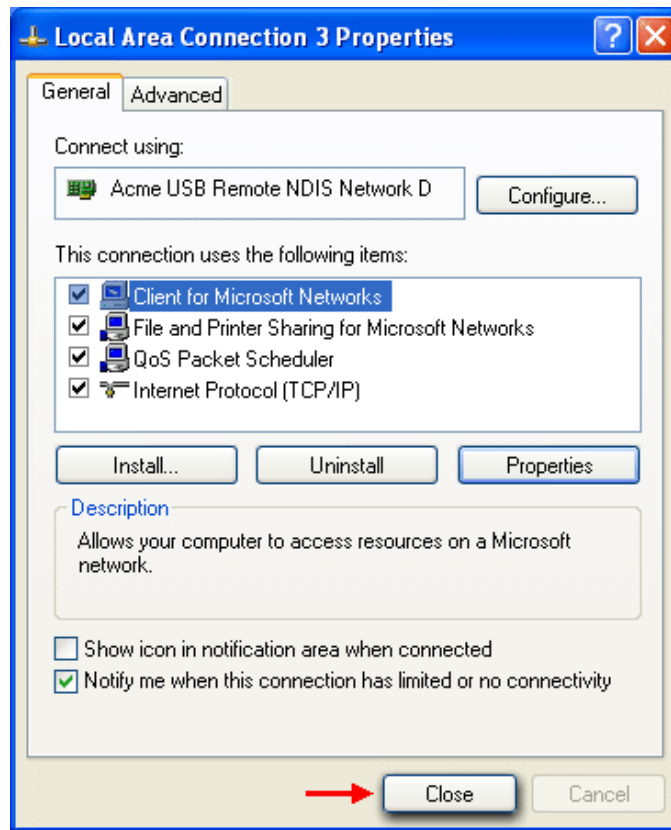 Local Area Connection 3 Properties
General Advanced
Connect using:
Acme USB Remote NDIS Network D
Configure...
This connection uses the following items:
Client for Microsoft Networks
File and Printer Sharing for Microsoft Networks
QoS Packet Scheduler
Internet Protocol (TCP/IP)
Install... Uninstall Properties
Description
Allows your computer to access resources on a Microsoft
network.
Show icon in notification area when connected
Notify me when this connection has limited or no connectivity
Close Cancel